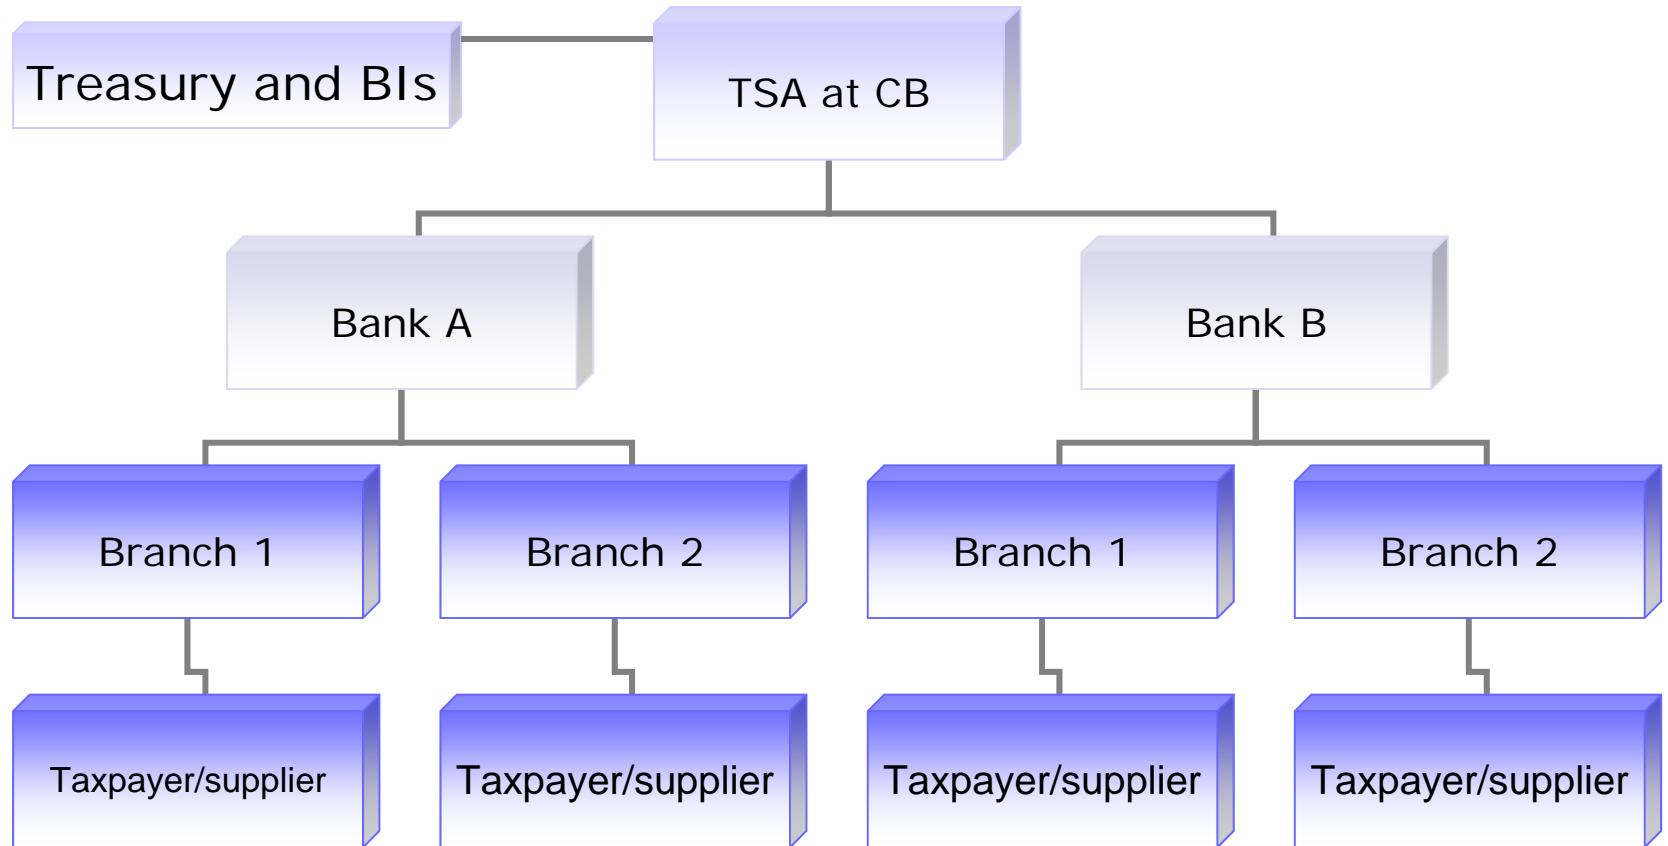 Treasury and BIs
TSA at CB
Bank A
Bank B
Branch 1
Branch 2
Branch 1
Branch 2
Taxpayer/supplier
Taxpayer/supplier
Taxpayer/supplier
Taxpayer/supplier